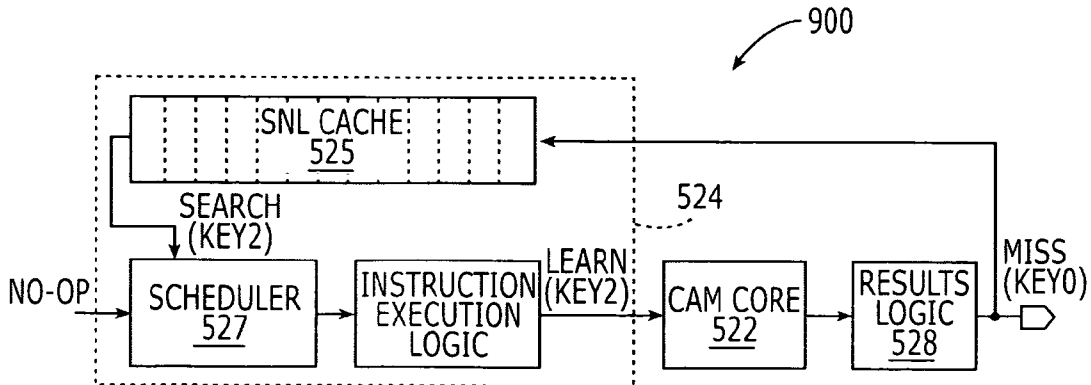 900
SNL CACHE
525
SEARCH
(KEY2)
524
NO-OP
SCHEDULER
527
INSTRUCTION
EXECUTION
LOGIC
LEARN
(KEY2)
CAM CORE
522
RESULTS
LOGIC
528
MISS
(KEY0)